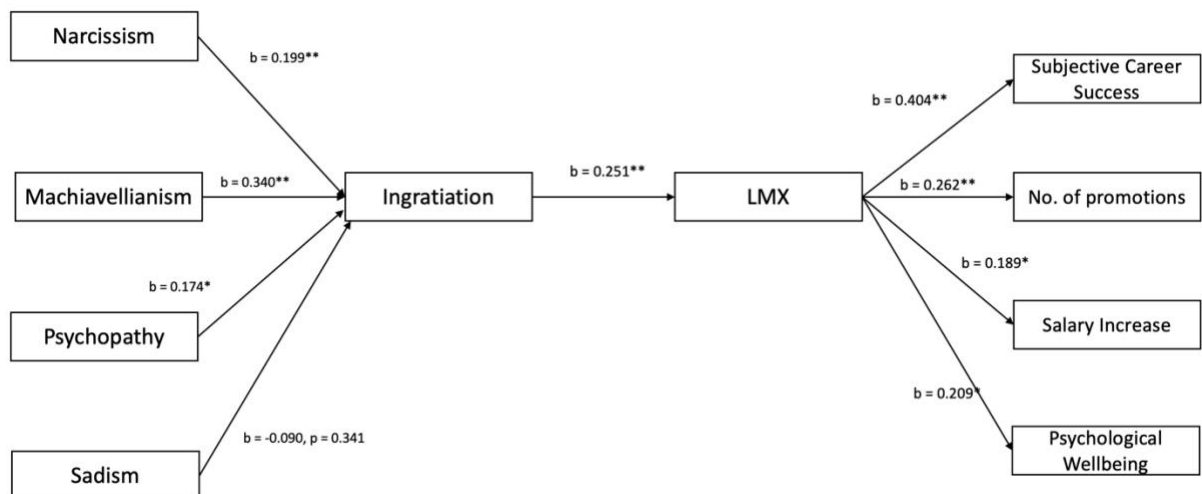 Narcissism
b = 0.199**
Machiavellianism
b = 0.340**
Psychopathy
b = 0.174*
Sadism
b = -0.090, p = 0.341
Ingratiation
b = 0.251**
LMX
b = 0.404**
Subjective Career
Success
b = 0.262**
No. of promotions
b = 0.189*
Salary Increase
b = 0.209*
Psychological
Wellbeing